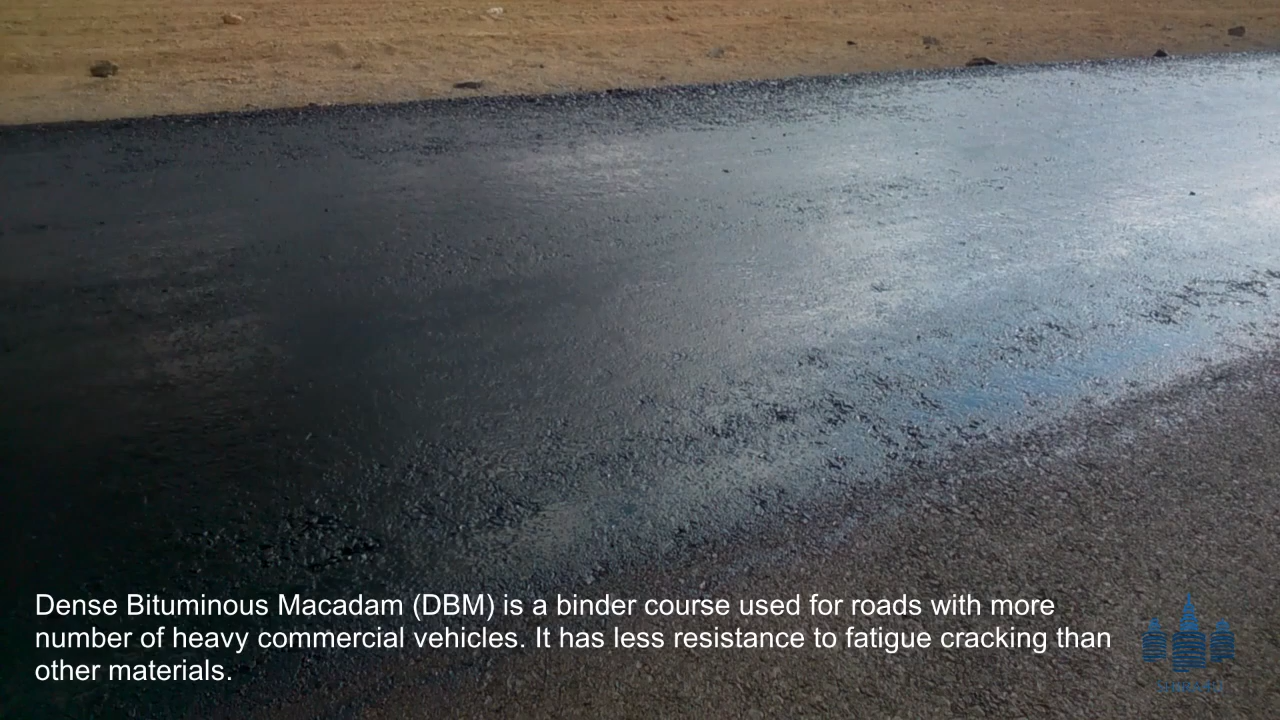 Dense Bituminous Macadam (DBM) is a binder course used for roads with more
number of heavy commercial vehicles. It has less resistance to fatigue cracking than
other materials.